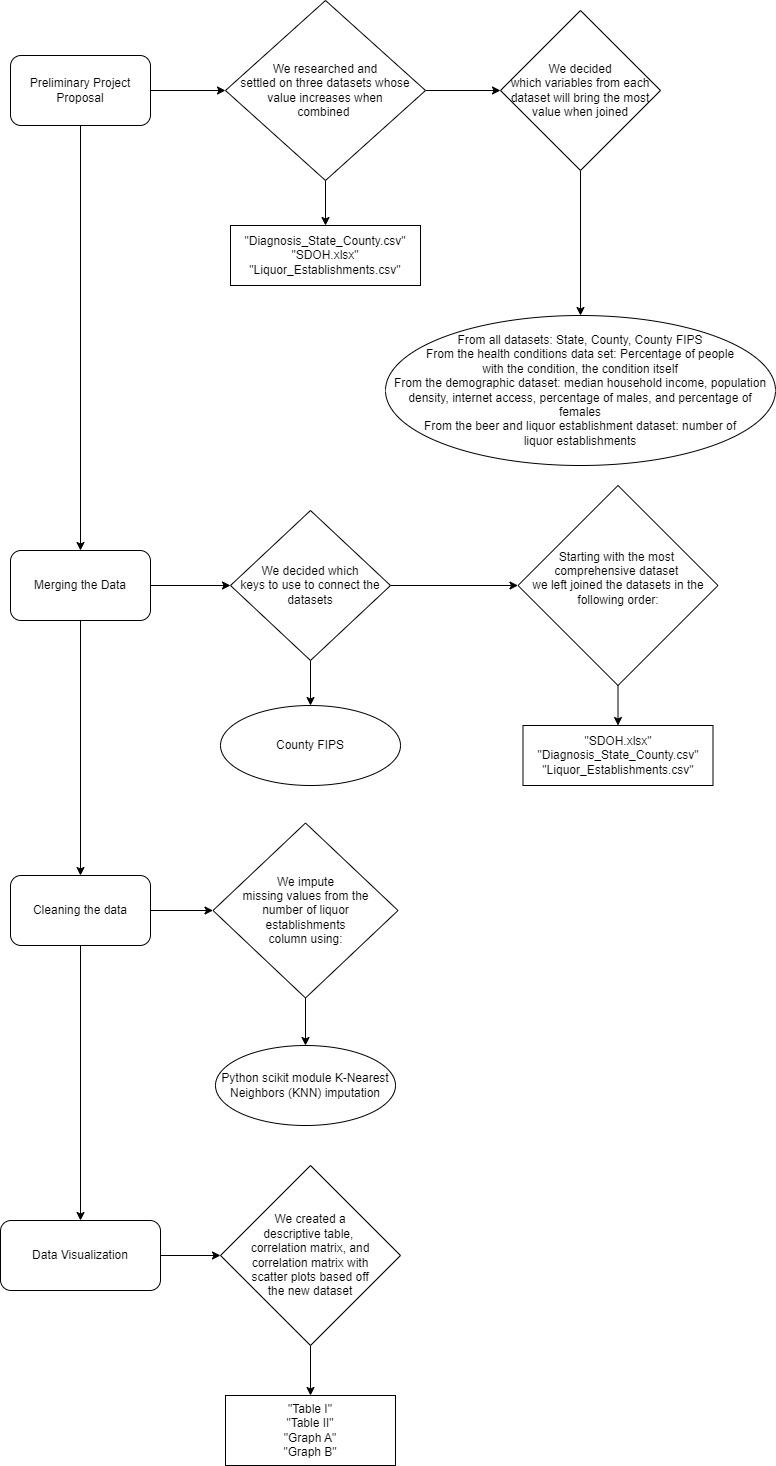 Preliminary Project
Proposal
We researched and
settled on three datasets whose
value increases when
combined
We decided
which variables from each
dataset will bring the most
value when joined
"Diagnosis_State_County.csv"
"SDOH.xlsx"
"Liquor_Establishments.csv"
From all datasets: State, County, County FIPS
From the health conditions data set: Percentage of people
with the condition, the condition itself
From the demographic dataset: median household income, population
density, internet access, percentage of males, and percentage of
females
From the beer and liquor establishment dataset: number of
liquor establishments
Merging the Data
We decided which
keys to use to connect the
datasets
Starting with the most
comprehensive dataset
we left joined the datasets in the
following order:
County FIPS
"SDOH.xlsx"
"Diagnosis_State_County.csv"
"Liquor_Establishments.csv"
Cleaning the data
We impute
missing values from the
number of liquor
establishments
column using:
Python scikit module K-Nearest
Neighbors (KNN) imputation
Data Visualization
We created a
descriptive table,
correlation matrix, and
correlation matrix with
scatter plots based off
the new dataset
"Table I"
"Table II"
"Graph A"
"Graph B"